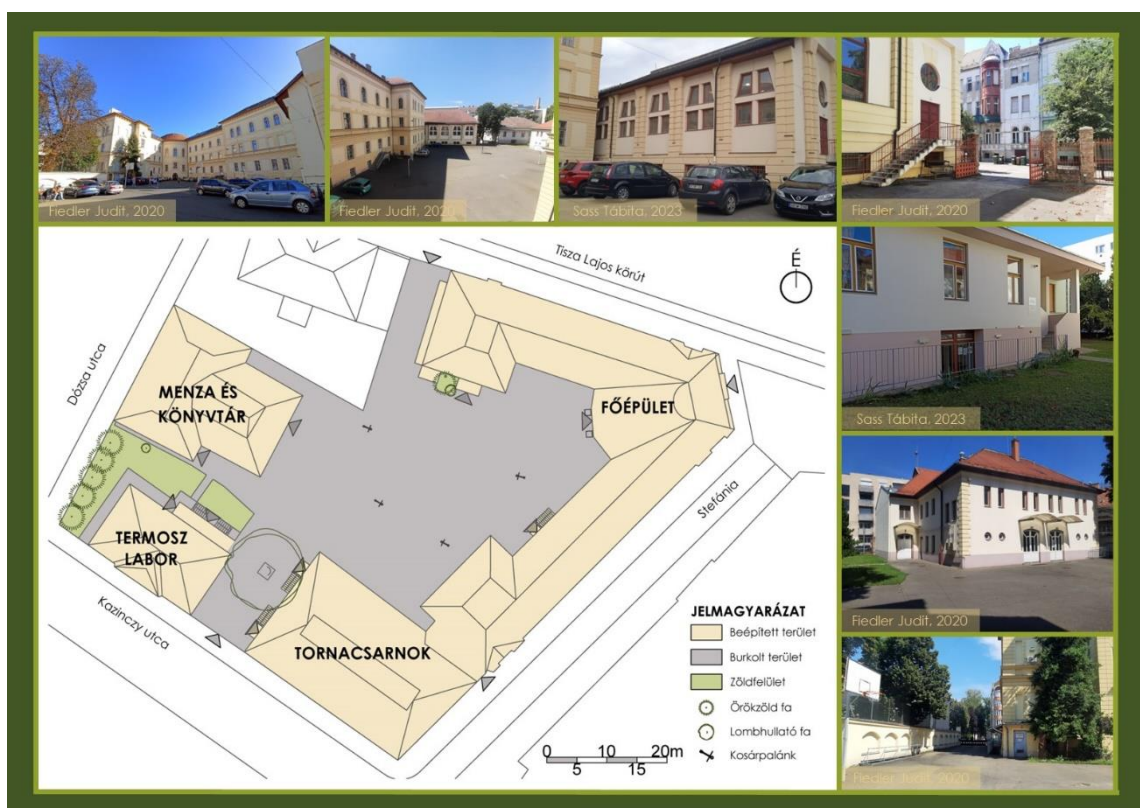 Fiedler Judit, 2020
Fiedler Judit, 2020
Sass Tábita, 2023
Fiedler Judit, 2020
Tisza Lajos körút
É
Dózsa utca
MENZA ÉS
KÖNYVTÁR
FŐÉPÜLET
Sass Tábita, 2023
Stefánia
TERMOSZ
LABOR
Kazinczy utca
TORNACSARNOK
JELMAGYARÁZAT
Beépített terület
Burkolt terület
Zöldfelület
Örökzöld fa
Lombhullató fa
Kosárpalánk
0 10 20m
5 15
Fiedler Judit, 2020
Fiedler Judit, 2020